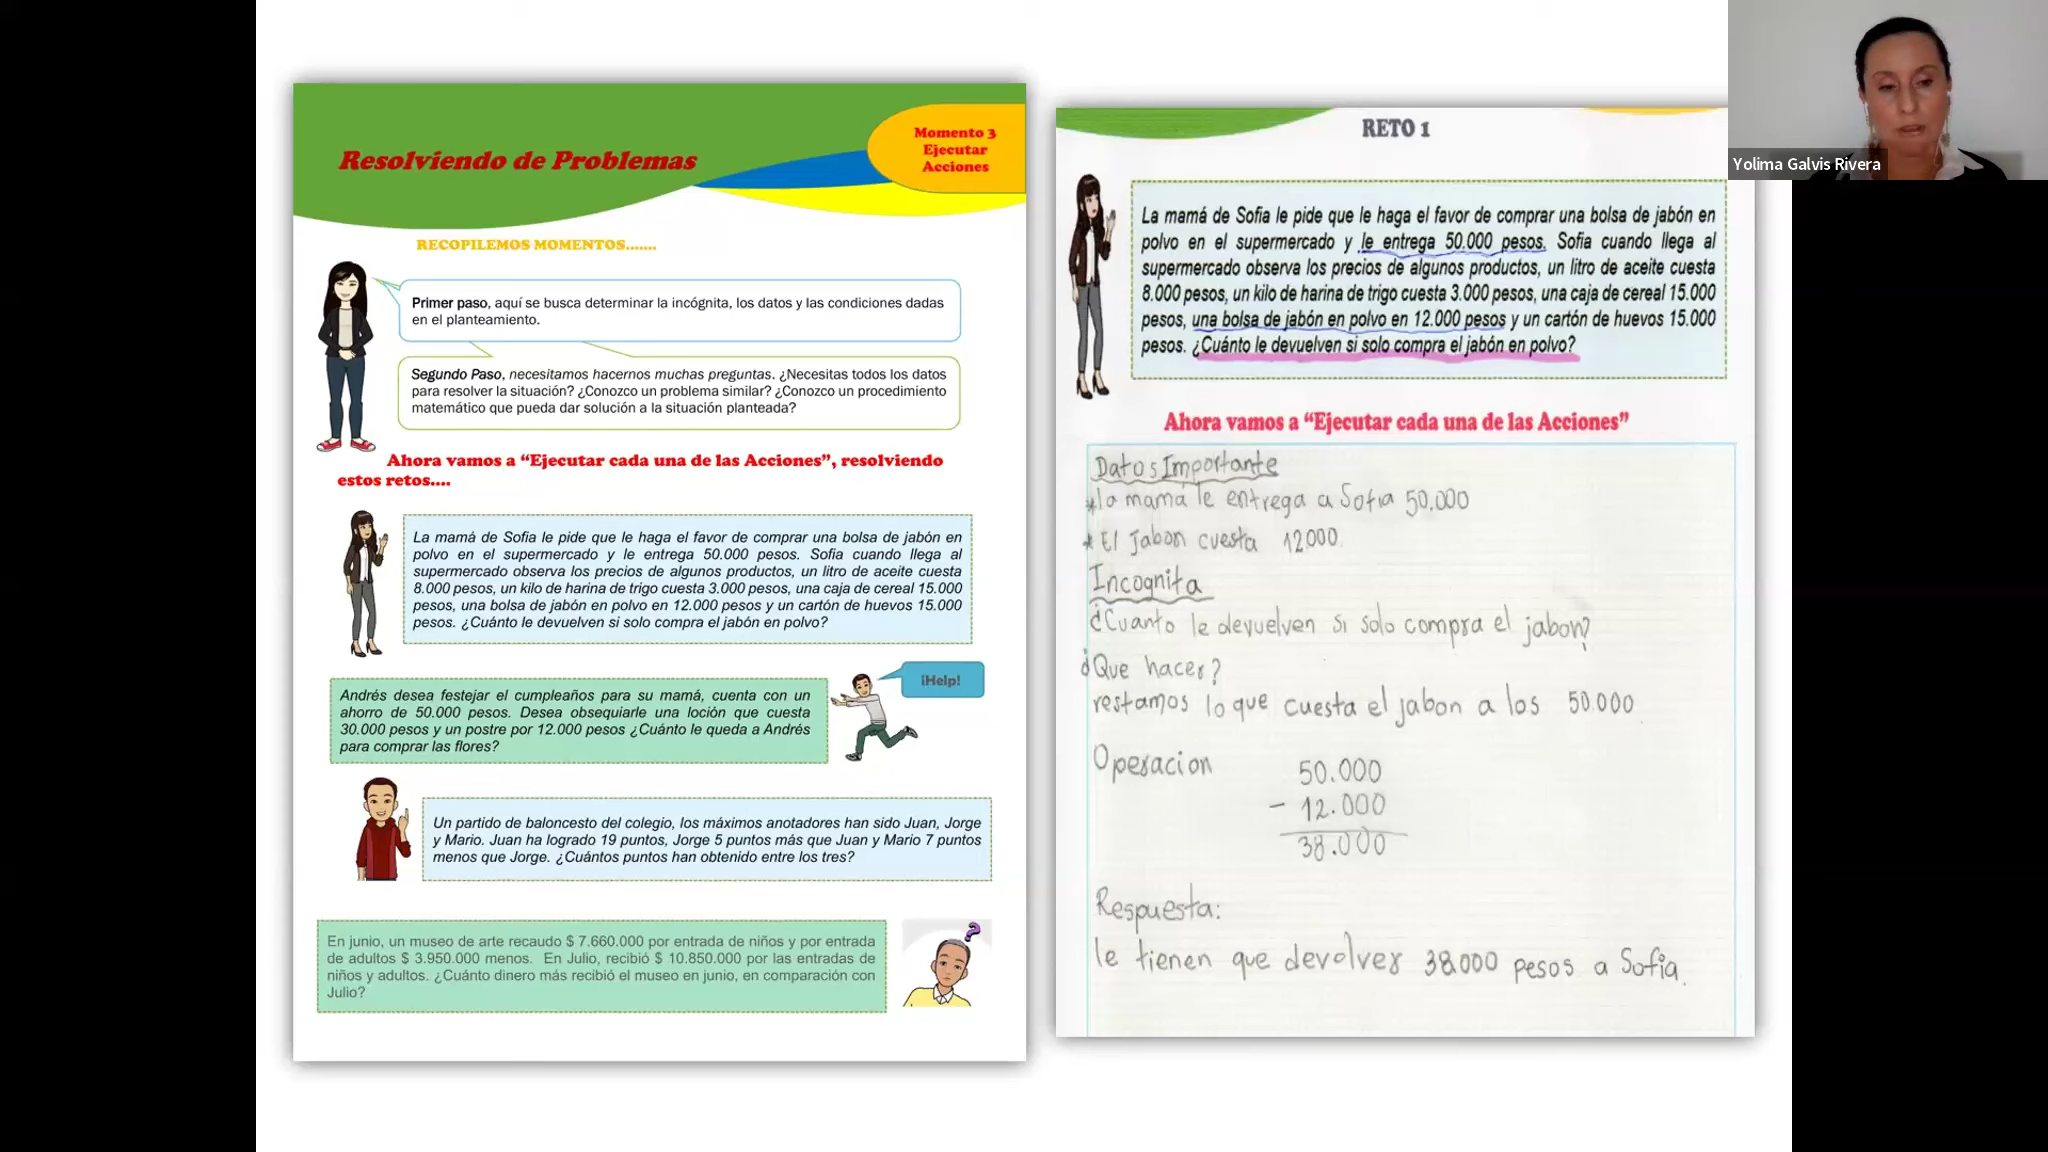 Resolviendo de Problemas
Momento 3
Ejecutar
Acciones
RECOPILEMOS MOMENTOS.......
Primer paso, aquí se busca determinar la incógnita, los datos y las condiciones dadas
en el planteamiento.
Segundo Paso, necesitamos hacernos muchas preguntas. ¿Necesitas todos los datos
para resolver la situación? ¿Conozco un problema similar? ¿Conozco un procedimiento
matemático que pueda dar solución a la situación planteada?
Ahora vamos a “Ejecutar cada una de las Acciones”, resolviendo
estos retos....
La mamá de Sofía le pide que le haga el favor de comprar una bolsa de jabón en
polvo en el supermercado y le entrega 50.000 pesos. Sofía cuando llega al
supermercado observa los precios de algunos productos, un litro de aceite cuesta
8.000 pesos, un kilo de harina de trigo cuesta 3.000 pesos, una caja de cereal 15.000
pesos, una bolsa de jabón en polvo en 12.000 pesos y un cartón de huevos 15.000
pesos. ¿Cuánto le devuelven si solo compra el jabón en polvo?
Andrés desea festejar el cumpleaños para su mamá, cuenta con un
ahorro de 50.000 pesos. Desea obsequiarle una loción que cuesta
30.000 pesos y un postre por 12.000 pesos ¿Cuánto le queda a Andrés
para comprar las flores?
¡Help!
Un partido de baloncesto del colegio, los máximos anotadores han sido Juan, Jorge
y Mario. Juan ha logrado 19 puntos, Jorge 5 puntos más que Juan y Mario 7 puntos
menos que Jorge. ¿Cuántos puntos han obtenido entre los tres?
En junio, un museo de arte recaudo $ 7.660.000 por entrada de niños y por entrada
de adultos $ 3.950.000 menos. En Julio, recibió $ 10.850.000 por las entradas de
niños y adultos. ¿Cuánto dinero más recibió el museo en junio, en comparación con
Julio?
?
RETO 1
La mamá de Sofía le pide que le haga el favor de comprar una bolsa de jabón en
polvo en el supermercado y le entrega 50.000 pesos. Sofía cuando llega al
supermercado observa los precios de algunos productos, un litro de aceite cuesta
8.000 pesos, un kilo de harina de trigo cuesta 3.000 pesos, una caja de cereal 15.000
pesos, una bolsa de jabón en polvo en 12.000 pesos y un cartón de huevos 15.000
pesos. ¿Cuánto le devuelven si solo compra el jabón en polvo?
Ahora vamos a “Ejecutar cada una de las Acciones”
Datos Importante
*la mamá le entrega a Sofia 50.000
* El jabon cuesta 12.000.
Incognita
¿Cuanto le devuelven si solo compra el jabon?
¿Que hacer?
restamos lo que cuesta el jabon a los 50.000
Operacion
50.000
- 12.000
38.000
Respuesta:
le tienen que devolver 38.000 pesos a Sofia.
Yolima Galvis Rivera